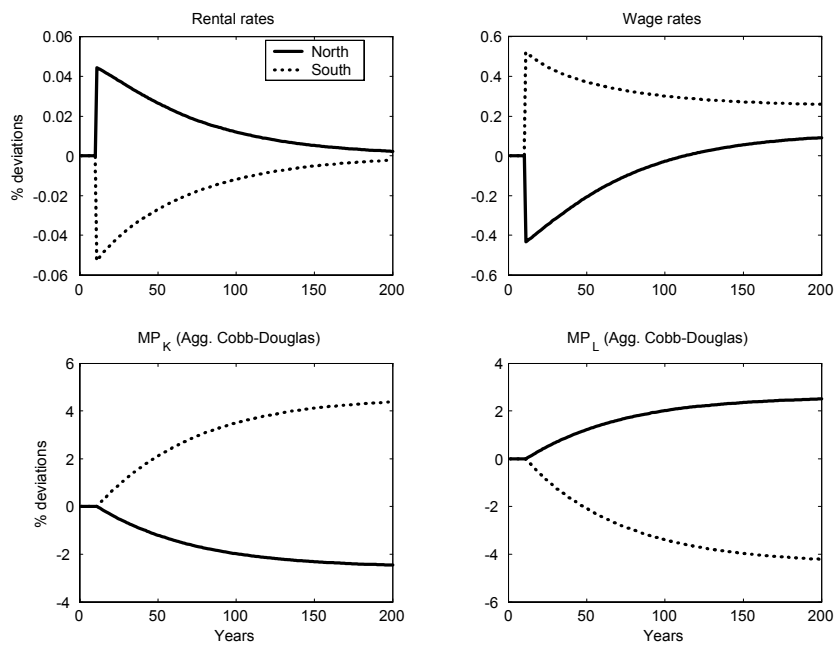 Rental rates
Wage rates
% deviations
0.06
0.04
0.02
0
-0.02
-0.04
-0.06
0 50 100 150 200
North
South
0.6
0.4
0.2
0
-0.2
-0.4
-0.6
0 50 100 150 200
MP_K (Agg. Cobb-Douglas)
MP_L (Agg. Cobb-Douglas)
% deviations
6
4
2
0
-2
-4
0 50 100 150 200
Years
4
2
0
-2
-4
-6
0 50 100 150 200
Years